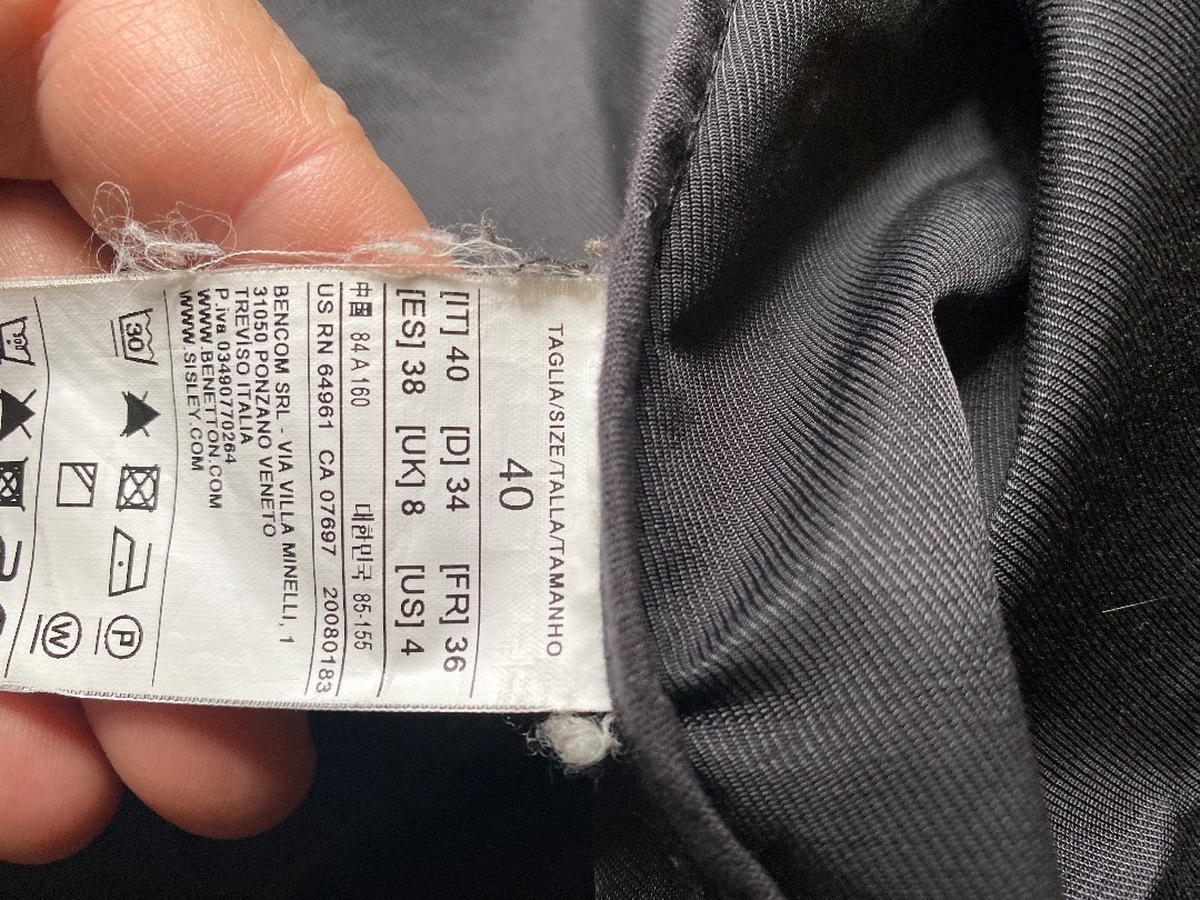 TAGLIA/SIZE/TALLA/TAMANHO
40
[IT] 40 [D] 34 [FR] 36
[ES] 38 [UK] 8 [US] 4
中国 84 A 160 대한민국 85-155
US RN 64961 CA 07697 20080183
BENCOM SRL - VIA VILLA MINELLI, 1
31050 PONZANO VENETO
TREVISO ITALIA
P.iva 03490770264
WWW.BENETTON.COM
WWW.SISLEY.COM
30
P
W